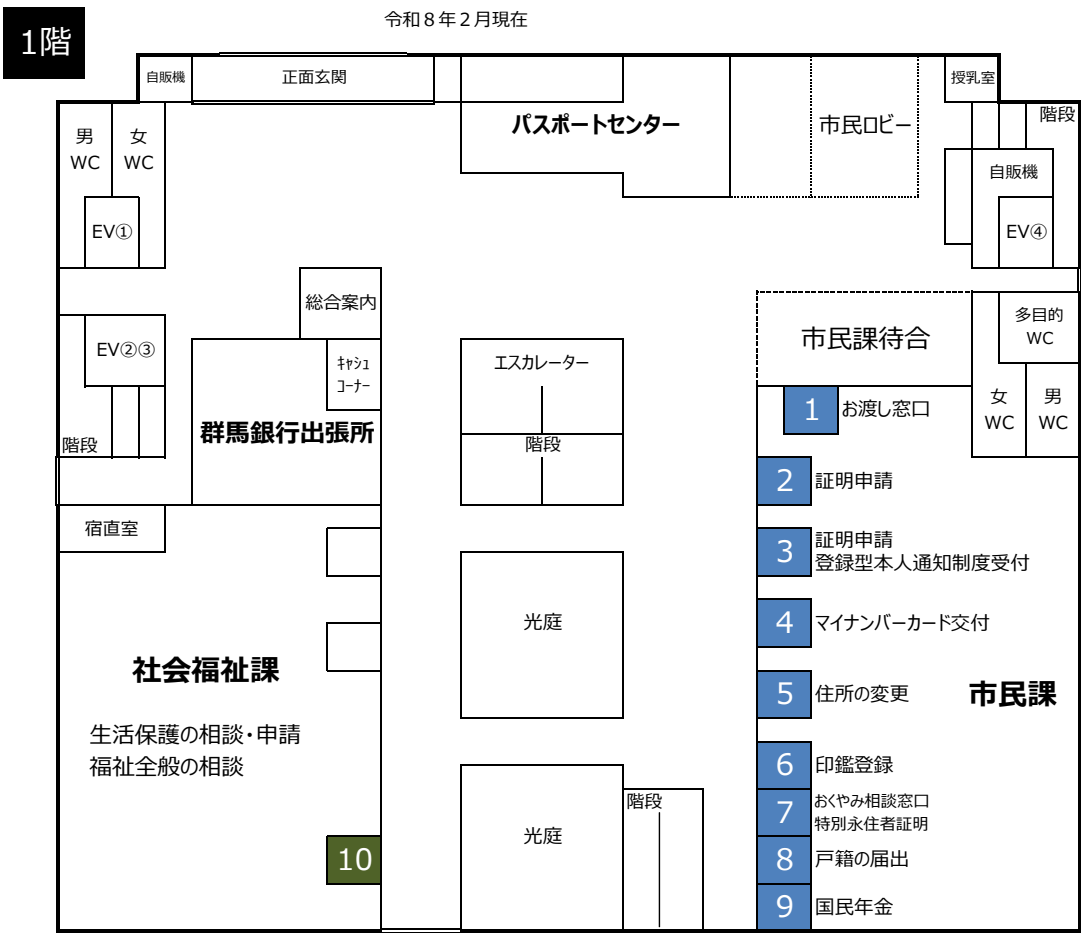 令和８年２月現在
1階
自販機
正面玄関
パスポートセンター
市民ロビー
授乳室
階段
男
WC
女
WC
自販機
EV①
EV④
総合案内
多目的
WC
市民課待合
EV②③
ｷｬｼｭ
ｺｰﾅｰ
エスカレーター
階段
群馬銀行出張所
階段
1 お渡し窓口
女
WC
男
WC
2 証明申請
宿直室
3 証明申請
登録型本人通知制度受付
光庭
4 マイナンバーカード交付
社会福祉課
5 住所の変更
市民課
生活保護の相談・申請
福祉全般の相談
6 印鑑登録
階段
7 おくやみ相談窓口
特別永住者証明
光庭
10
8 戸籍の届出
9 国民年金